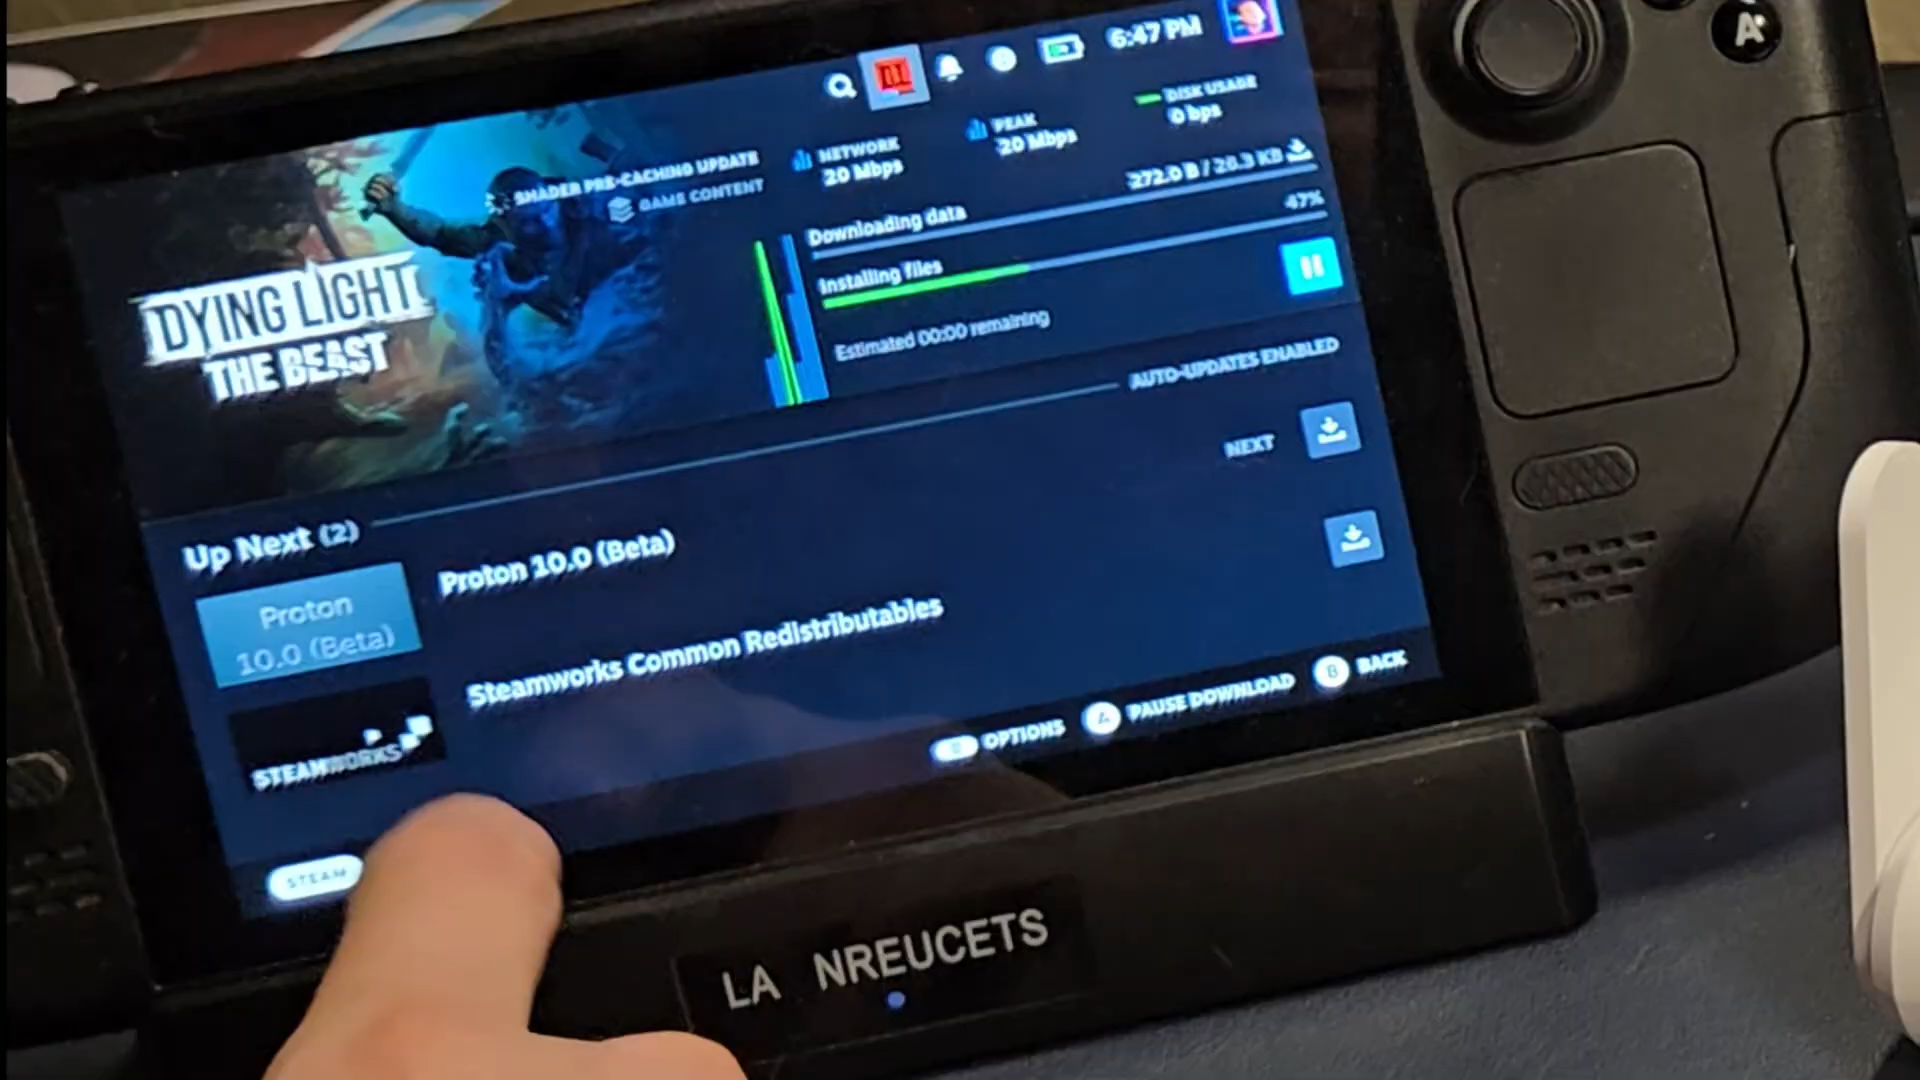 6:47 PM
A
SHADER PRE-CACHING UPDATE
GAME CONTENT
NETWORK
20 Mbps
PEAK
20 Mbps
DISK USAGE
0 bps
272.0 B / 26.3 KB
Downloading data
47%
Installing files
Estimated 00:00 remaining
DYING LIGHT
THE BEAST
AUTO-UPDATES ENABLED
Up Next (2)
NEXT
Proton
10.0 (Beta)
Proton 10.0 (Beta)
STEAMWORKS
Steamworks Common Redistributables
STEAM
OPTIONS
A PAUSE DOWNLOAD
B BACK
LA NREUCETS